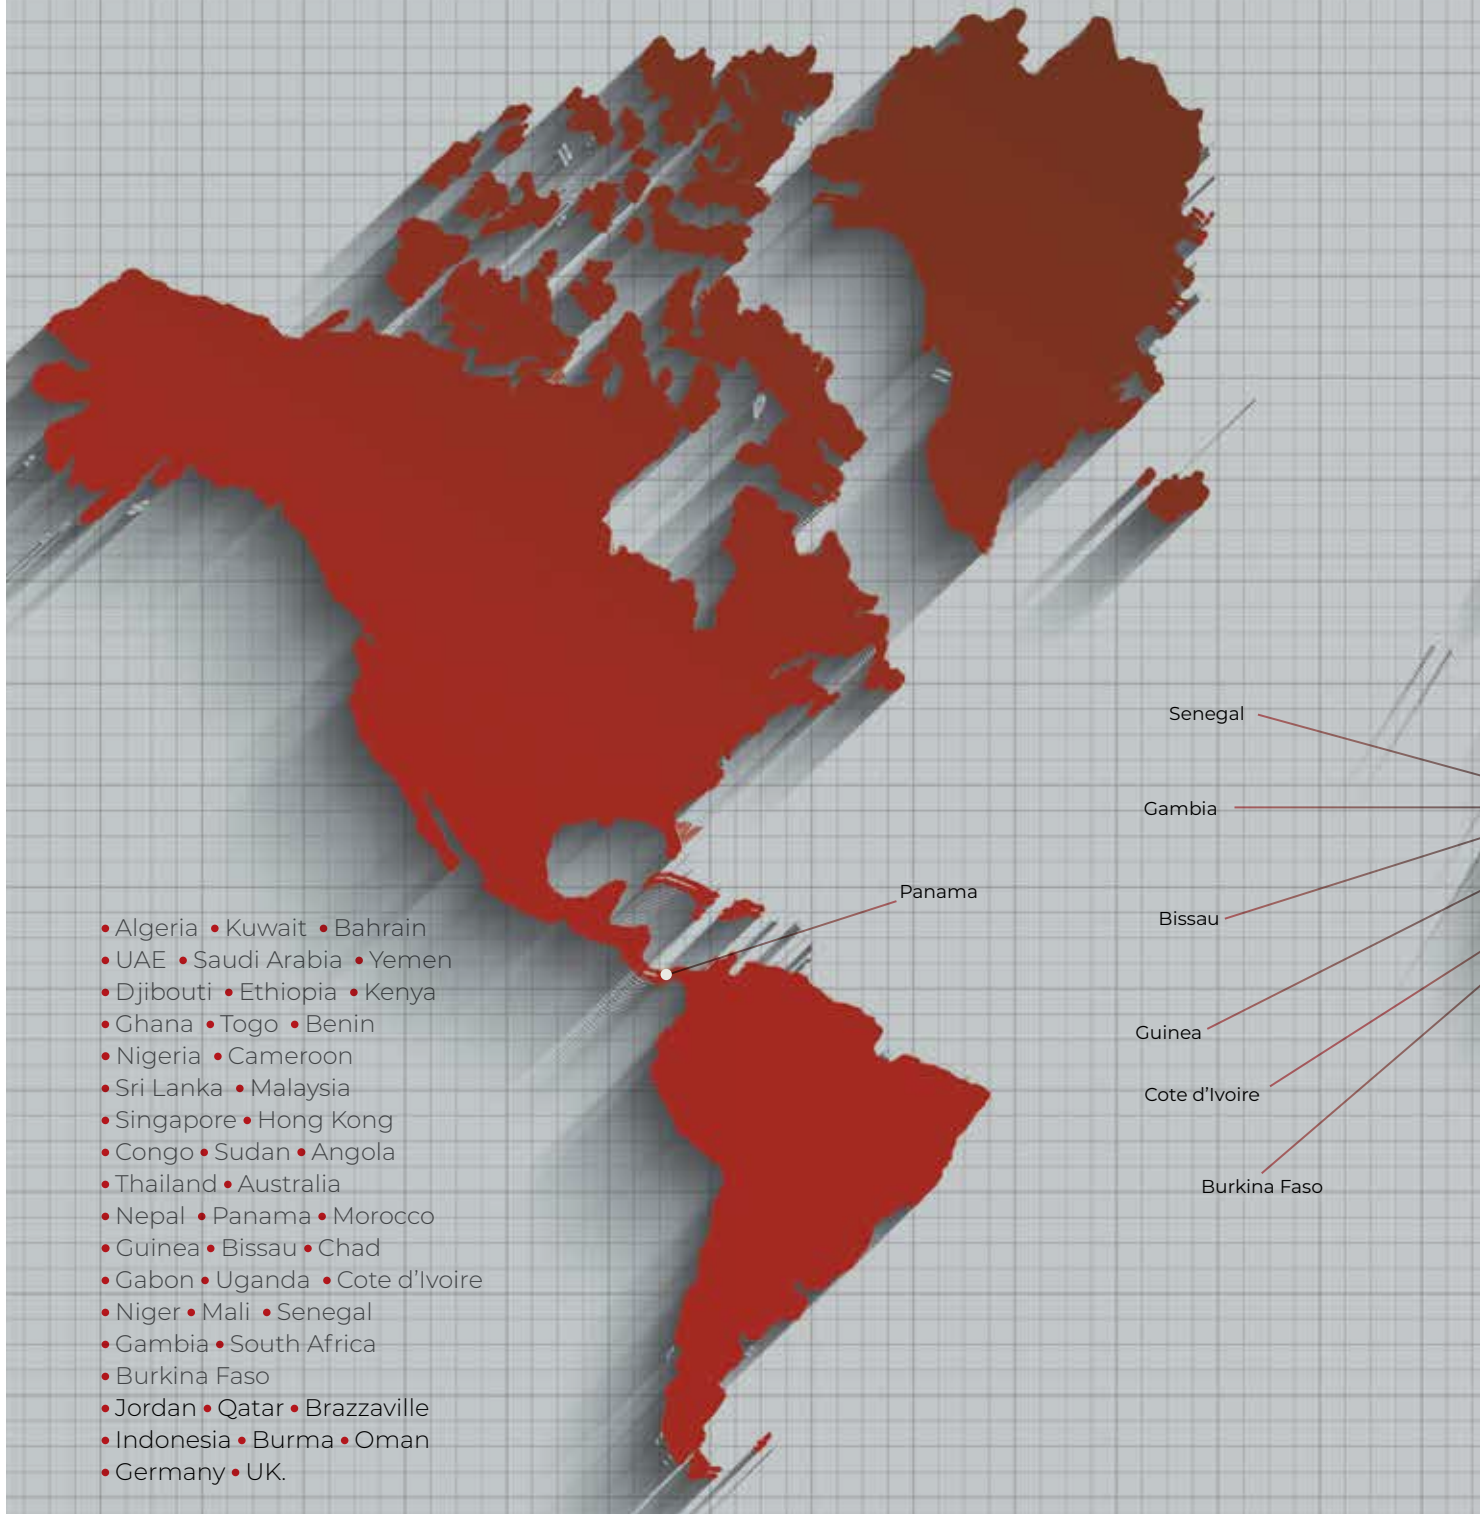 Senegal
Gambia
Panama
Bissau
Guinea
Cote d'Ivoire
Burkina Faso
• Algeria • Kuwait • Bahrain
• UAE • Saudi Arabia • Yemen
• Djibouti • Ethiopia • Kenya
• Ghana • Togo • Benin
• Nigeria • Cameroon
• Sri Lanka • Malaysia
• Singapore • Hong Kong
• Congo • Sudan • Angola
• Thailand • Australia
• Nepal • Panama • Morocco
• Guinea • Bissau • Chad
• Gabon • Uganda • Cote d'Ivoire
• Niger • Mali • Senegal
• Gambia • South Africa
• Burkina Faso
• Jordan • Qatar • Brazzaville
• Indonesia • Burma • Oman
• Germany • UK.